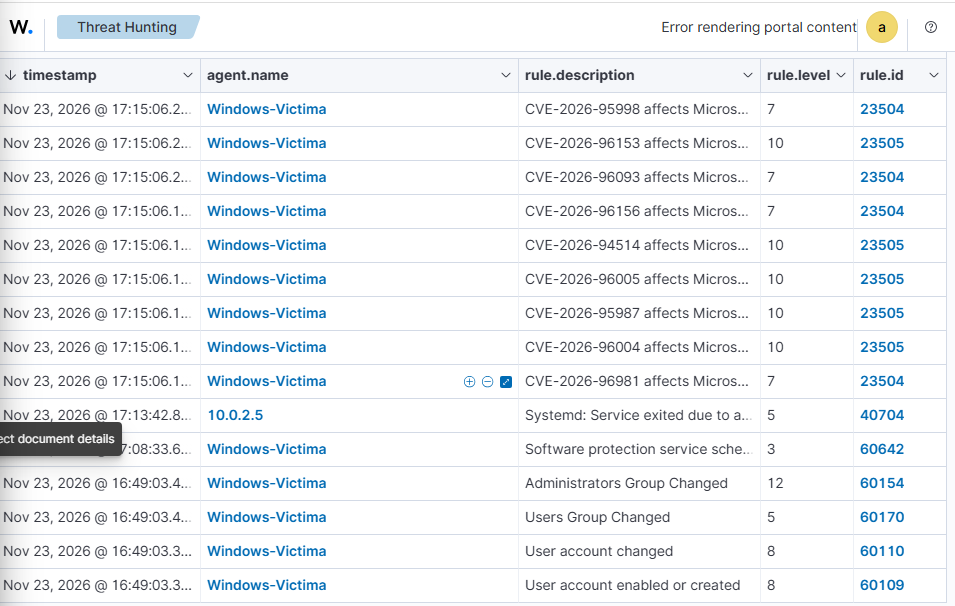 W. Threat Hunting Error rendering portal content a
timestamp agent.name rule.description rule.level rule.id
Nov 23, 2026 @ 17:15:06.2... Windows-Victima CVE-2026-95998 affects Micros... 7 23504
Nov 23, 2026 @ 17:15:06.2... Windows-Victima CVE-2026-96153 affects Micros... 10 23505
Nov 23, 2026 @ 17:15:06.2... Windows-Victima CVE-2026-96093 affects Micros... 7 23504
Nov 23, 2026 @ 17:15:06.1... Windows-Victima CVE-2026-96156 affects Micros... 7 23504
Nov 23, 2026 @ 17:15:06.1... Windows-Victima CVE-2026-94514 affects Micros... 10 23505
Nov 23, 2026 @ 17:15:06.1... Windows-Victima CVE-2026-96005 affects Micros... 10 23505
Nov 23, 2026 @ 17:15:06.1... Windows-Victima CVE-2026-95987 affects Micros... 10 23505
Nov 23, 2026 @ 17:15:06.1... Windows-Victima CVE-2026-96004 affects Micros... 10 23505
Nov 23, 2026 @ 17:15:06.1... Windows-Victima CVE-2026-96981 affects Micros... 7 23504
Nov 23, 2026 @ 17:13:42.8... 10.0.2.5 Systemd: Service exited due to a... 5 40704
ect document details
7:08:33.6... Windows-Victima Software protection service sche... 3 60642
Nov 23, 2026 @ 16:49:03.4... Windows-Victima Administrators Group Changed 12 60154
Nov 23, 2026 @ 16:49:03.4... Windows-Victima Users Group Changed 5 60170
Nov 23, 2026 @ 16:49:03.3... Windows-Victima User account changed 8 60110
Nov 23, 2026 @ 16:49:03.3... Windows-Victima User account enabled or created 8 60109